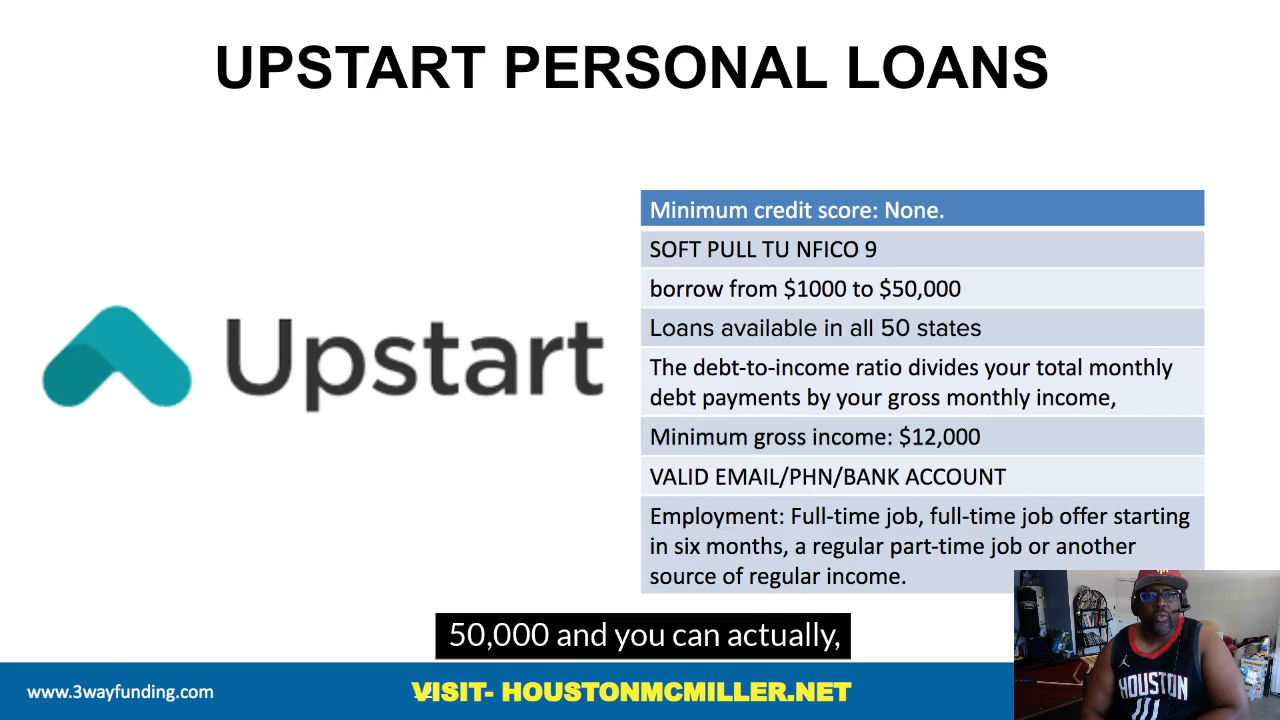 UPSTART PERSONAL LOANS
Upstart
Minimum credit score: None.
SOFT PULL TU NFICO 9
borrow from $1000 to $50,000
Loans available in all 50 states
The debt-to-income ratio divides your total monthly
debt payments by your gross monthly income,
Minimum gross income: $12,000
VALID EMAIL/PHN/BANK ACCOUNT
Employment: Full-time job, full-time job offer starting
in six months, a regular part-time job or another
source of regular income.
50,000 and you can actually,
www.3wayfunding.com
VISIT- HOUSTONMCMILLER.NET
HOUSTON